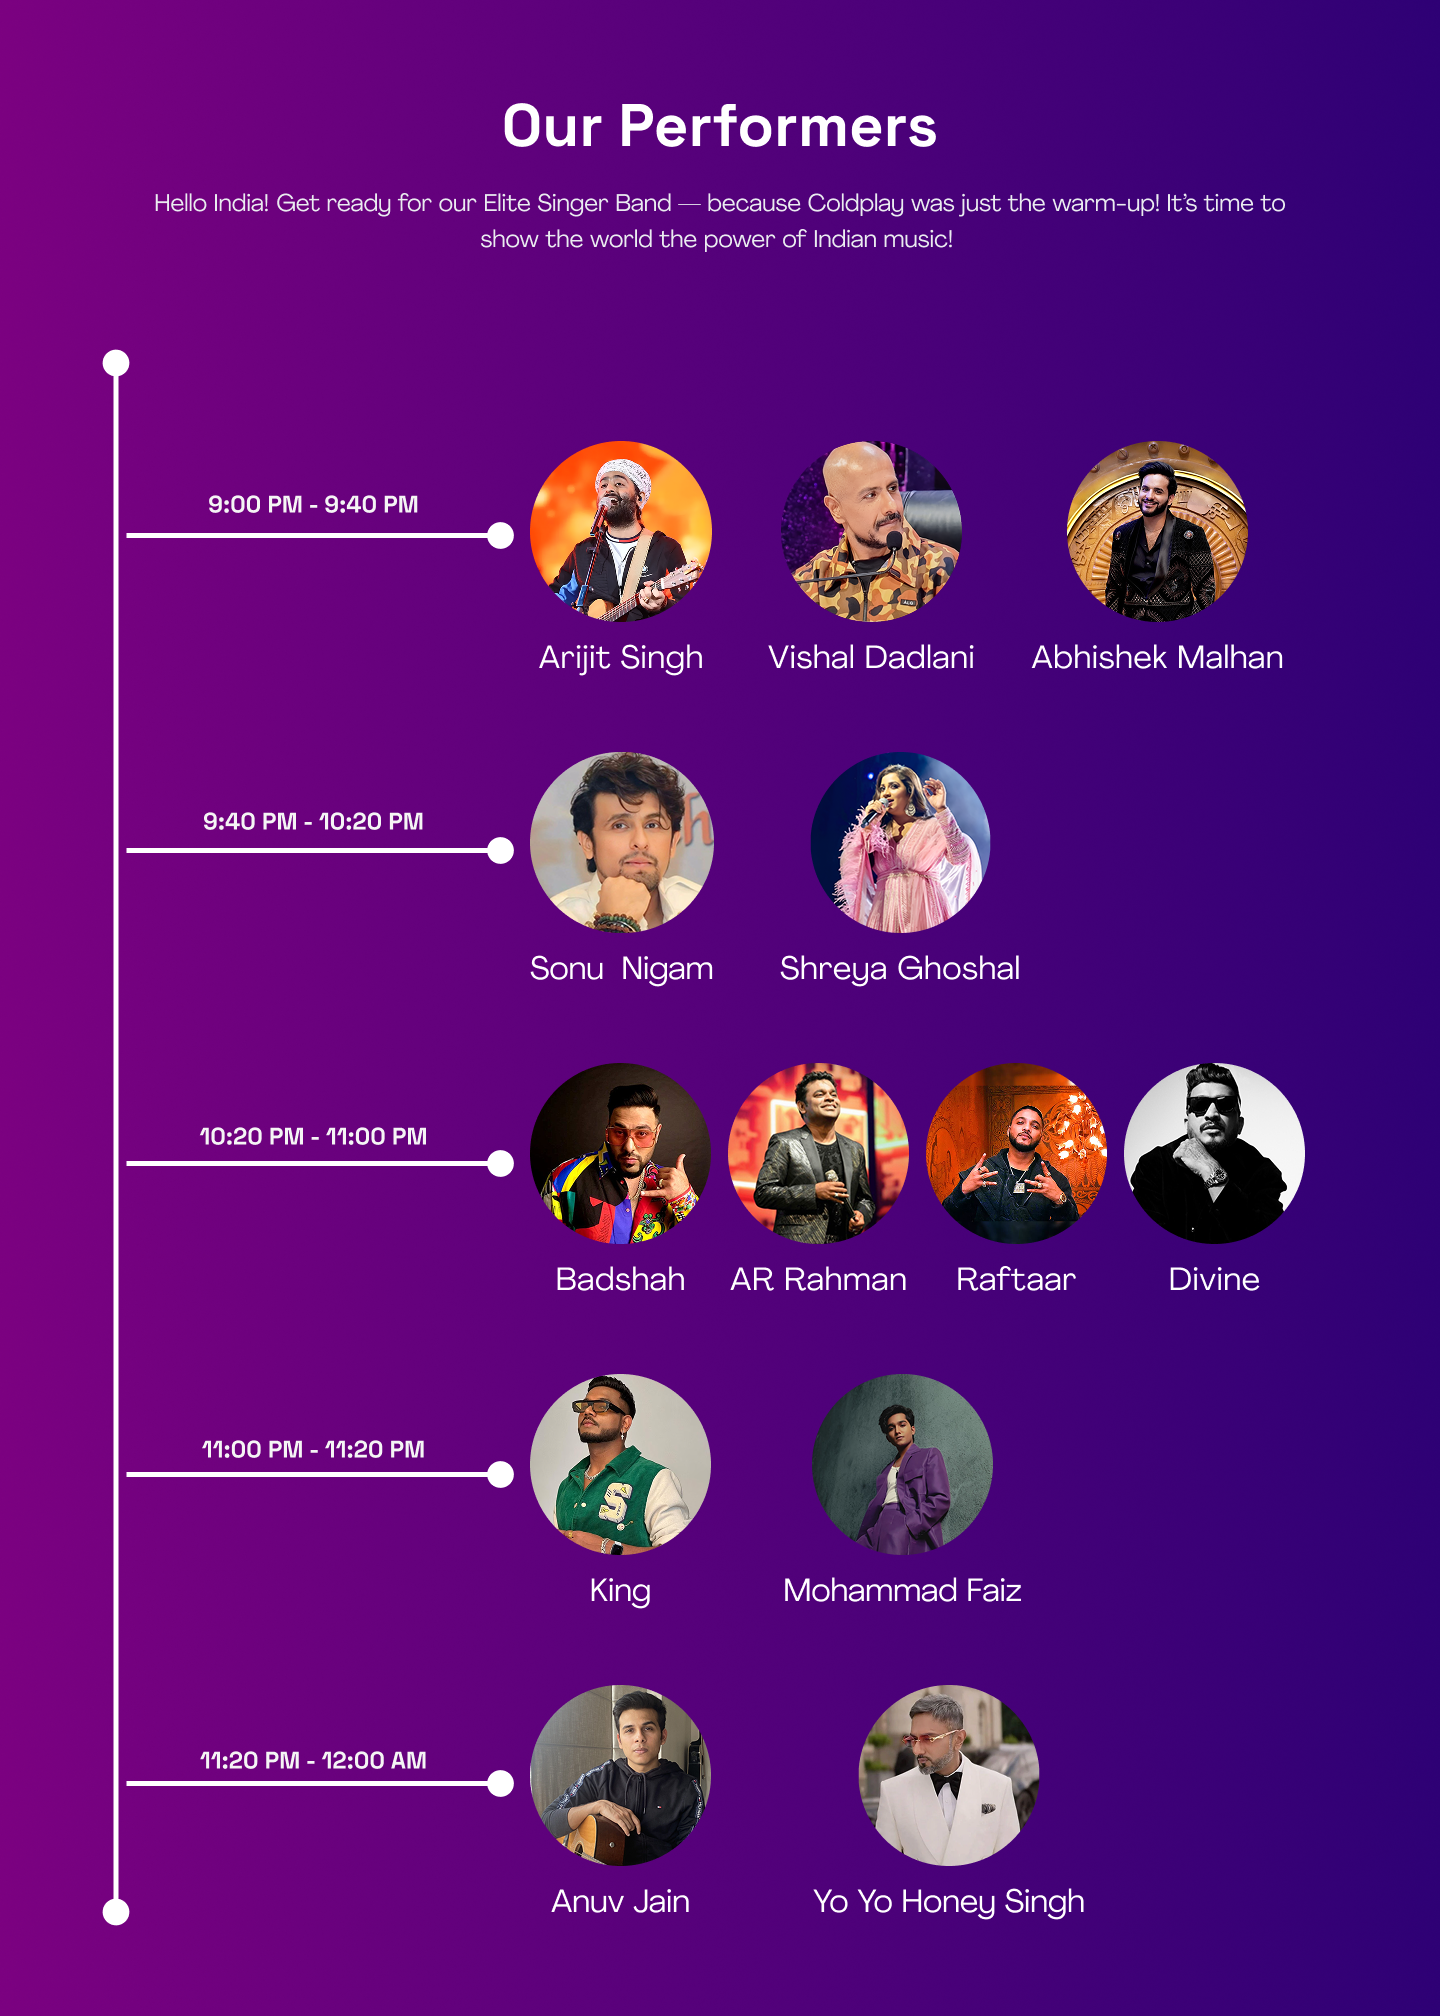 Our Performers
Hello India! Get ready for our Elite Singer Band — because Coldplay was just the warm-up! It's time to
show the world the power of Indian music!
9:00 PM - 9:40 PM
Arijit Singh
Vishal Dadlani
Abhishek Malhan
9:40 PM - 10:20 PM
Sonu  Nigam
Shreya Ghoshal
10:20 PM - 11:00 PM
Badshah
AR Rahman
Raftaar
Divine
11:00 PM - 11:20 PM
S
King
Mohammad Faiz
11:20 PM - 12:00 AM
Anuv Jain
Yo Yo Honey Singh